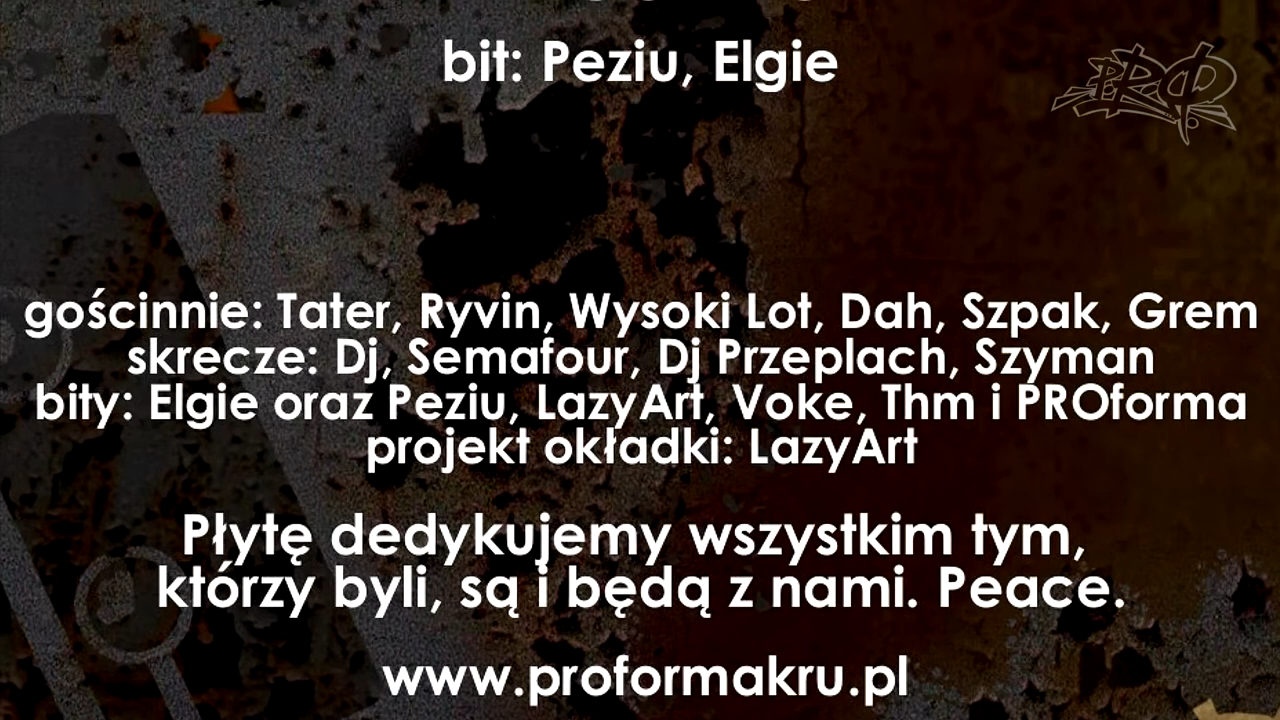 bit: Peziu, Elgie
PRO
gościnnie: Tater, Ryvin, Wysoki Lot, Dah, Szpak, Grem
skrecze: Dj, Semafour, Dj Przeplach, Szyman
bity: Elgie oraz Peziu, LazyArt, Voke, Thm i PROforma
projekt okładki: LazyArt
Płytę dedykujemy wszystkim tym,
którzy byli, są i będą z nami. Peace.
www.proformakru.pl